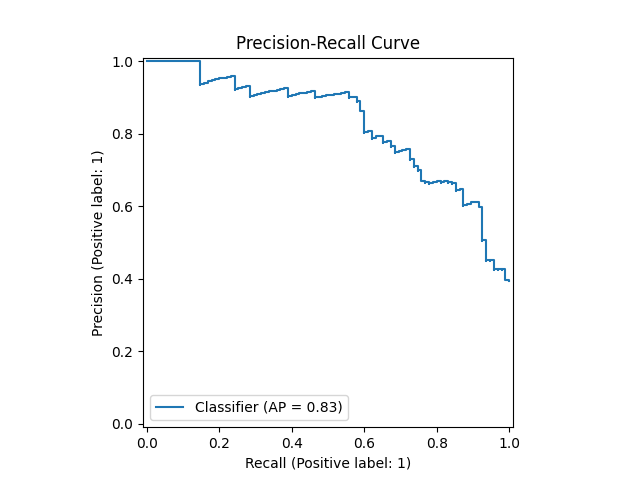 Precision-Recall Curve
1.0
0.8
0.6
0.4
0.2
0.0
Precision (Positive label: 1)
Classifier (AP = 0.83)
0.0 0.2 0.4 0.6 0.8 1.0
Recall (Positive label: 1)